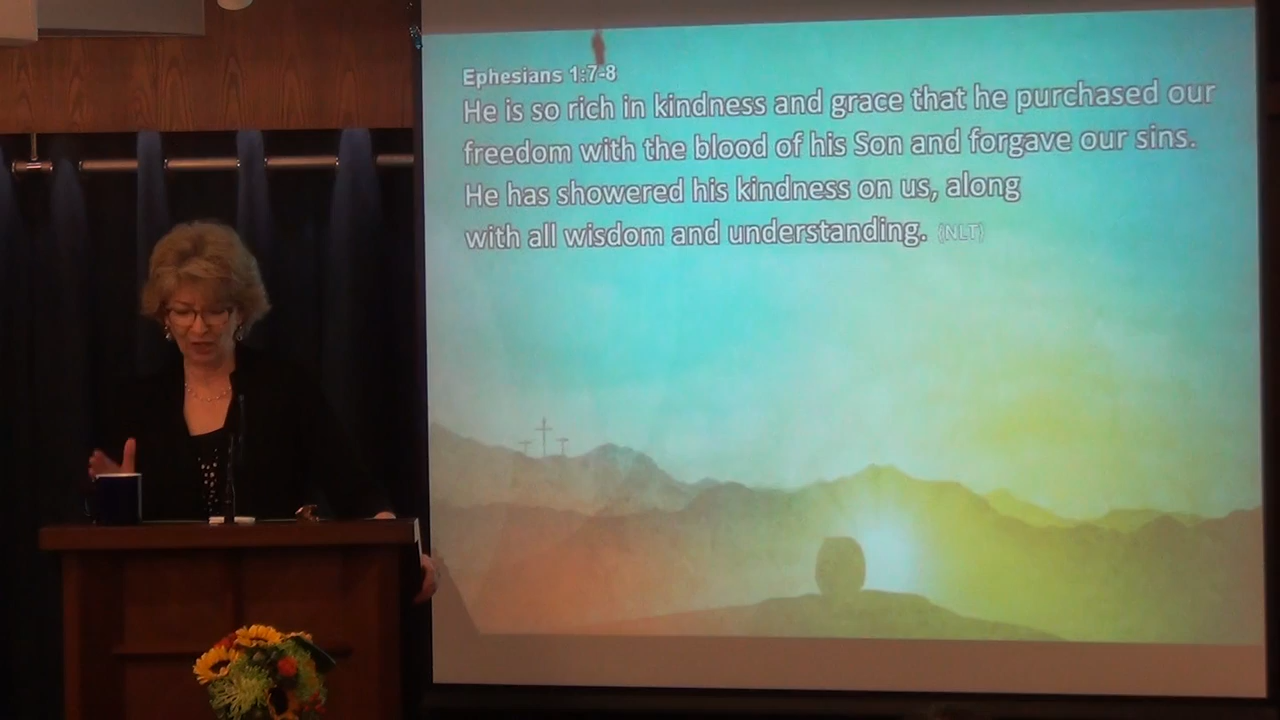 Ephesians 1:7-8
He is so rich in kindness and grace that he purchased our
freedom with the blood of his Son and forgave our sins.
He has showered his kindness on us, along
with all wisdom and understanding. (NLT)